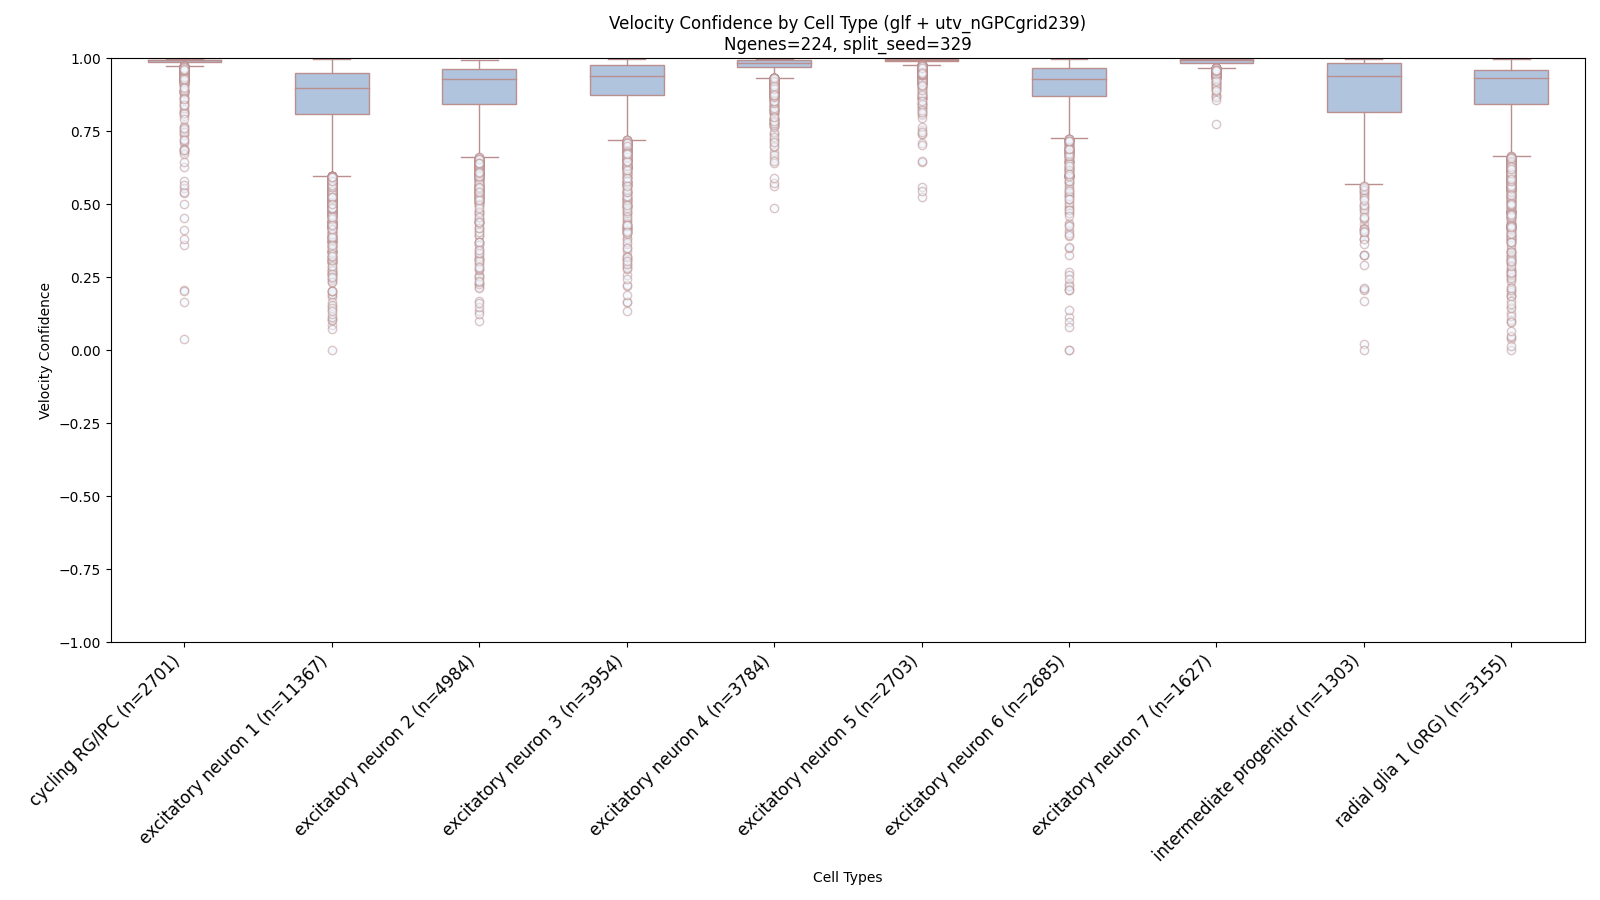 Velocity Confidence by Cell Type (glf + utv_nGPCgrid239)
Ngenes=224, split_seed=329
Velocity Confidence
1.00
0.75
0.50
0.25
0.00
−0.25
−0.50
−0.75
−1.00
cycling RG/IPC (n=2701)
excitatory neuron 1 (n=11367)
excitatory neuron 2 (n=4984)
excitatory neuron 3 (n=3954)
excitatory neuron 4 (n=3784)
excitatory neuron 5 (n=2703)
excitatory neuron 6 (n=2685)
excitatory neuron 7 (n=1627)
intermediate progenitor (n=1303)
radial glia 1 (oRG) (n=3155)
Cell Types